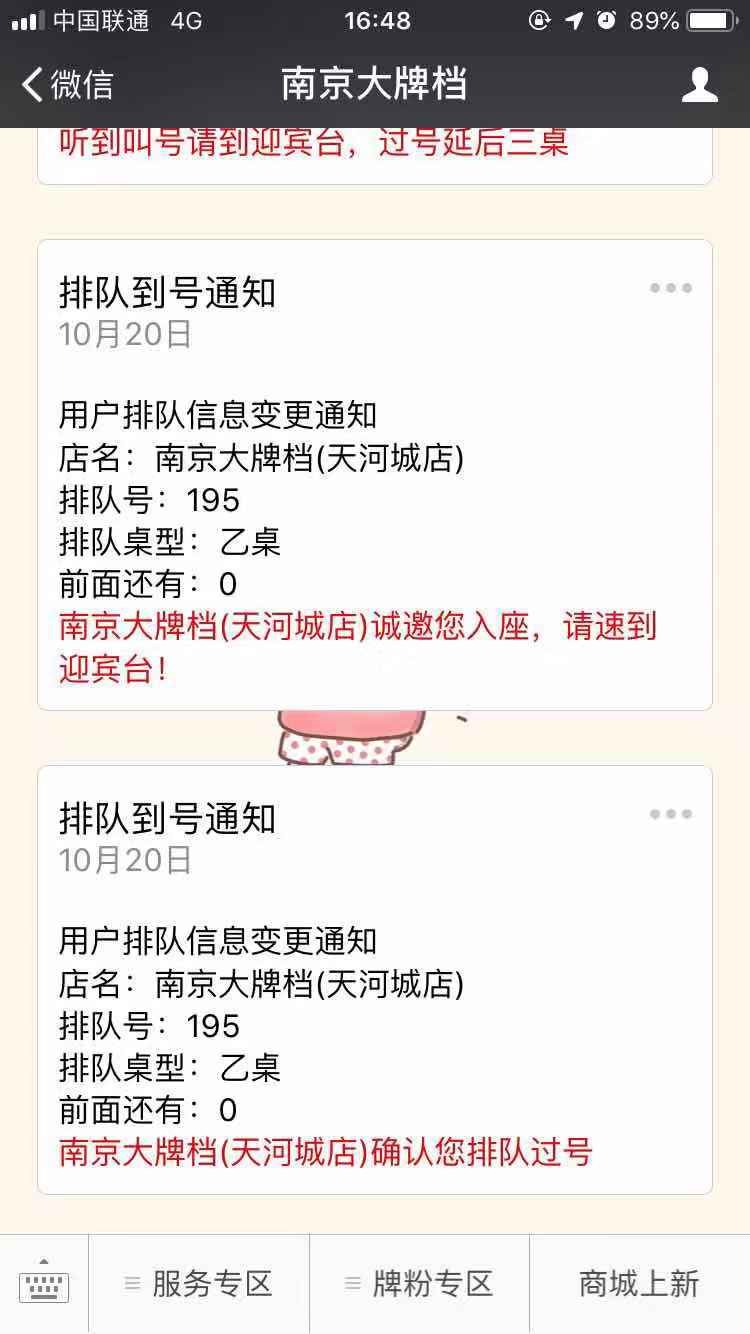 中国联通 4G 16:48 89%
微信 南京大牌档
听到叫号请到迎宾台，过号延后三桌
排队到号通知
10月20日
用户排队信息变更通知
店名：南京大牌档(天河城店)
排队号：195
排队桌型：乙桌
前面还有：0
南京大牌档(天河城店)诚邀您入座，请速到
迎宾台！
排队到号通知
10月20日
用户排队信息变更通知
店名：南京大牌档(天河城店)
排队号：195
排队桌型：乙桌
前面还有：0
南京大牌档(天河城店)确认您排队过号
服务专区 牌粉专区 商城上新